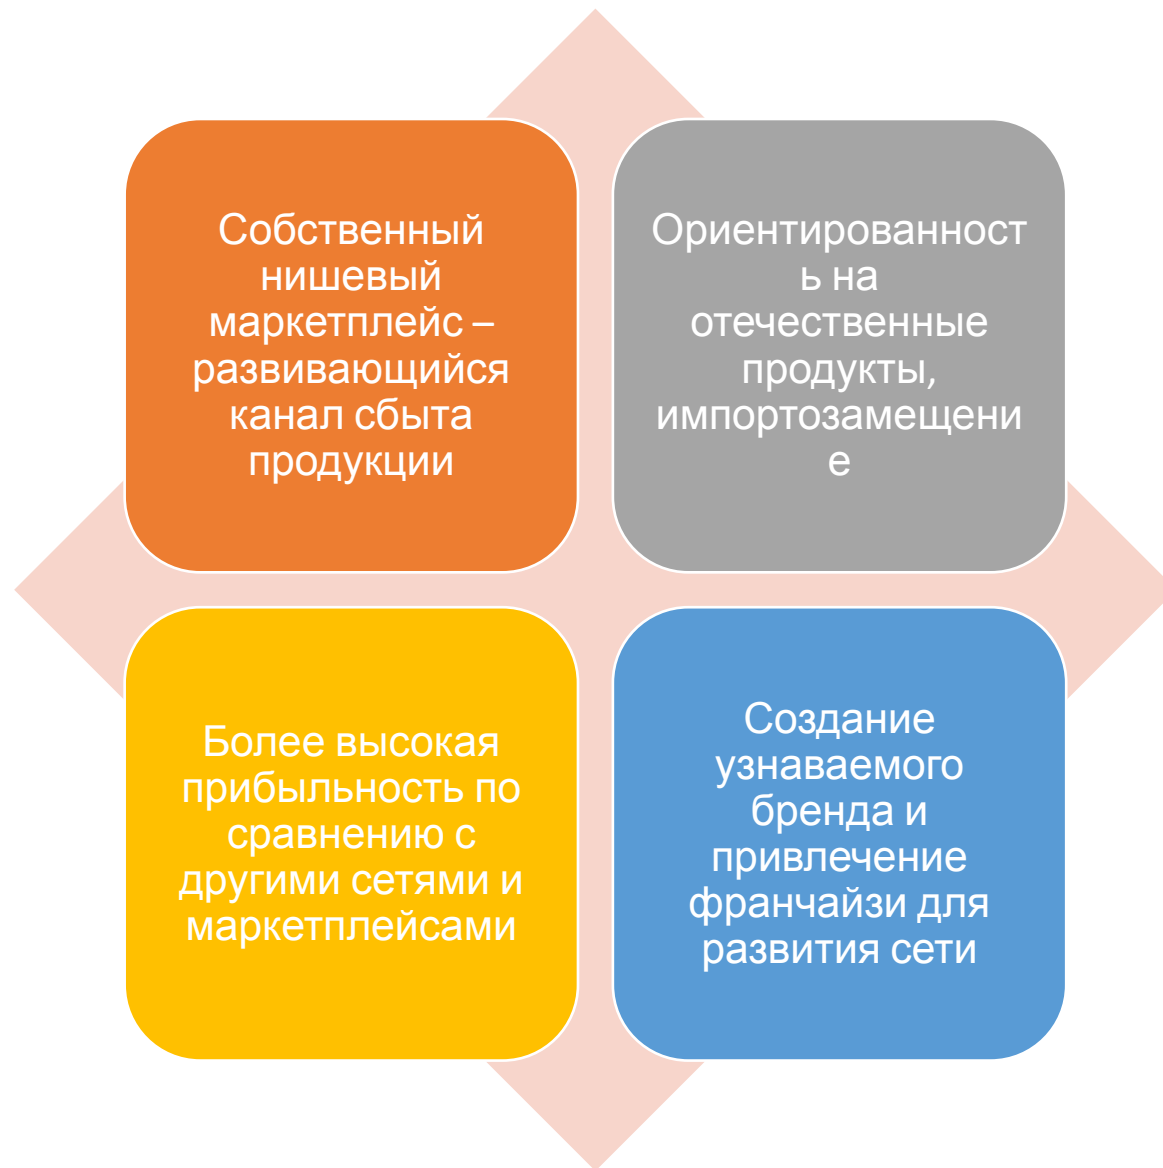 Собственный
нишевый
маркетплейс –
развивающийся
канал сбыта
продукции
Ориентированност
ь на
отечественные
продукты,
импортозамещени
е
Более высокая
прибыльность по
сравнению с
другими сетями и
маркетплейсами
Создание
узнаваемого
бренда и
привлечение
франчайзи для
развития сети